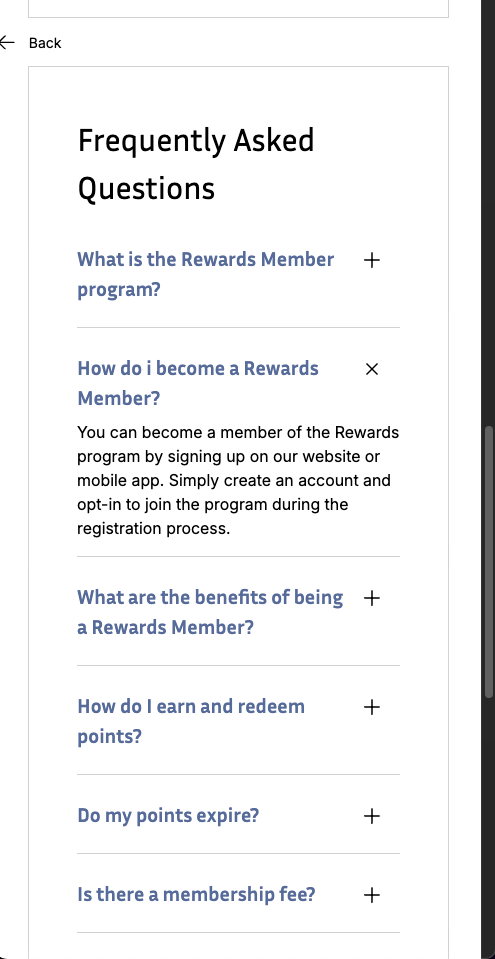 Back
Frequently Asked
Questions
What is the Rewards Member
program?
How do i become a Rewards
Member?
You can become a member of the Rewards
program by signing up on our website or
mobile app. Simply create an account and
opt-in to join the program during the
registration process.
What are the benefits of being
a Rewards Member?
How do I earn and redeem
points?
Do my points expire?
Is there a membership fee?